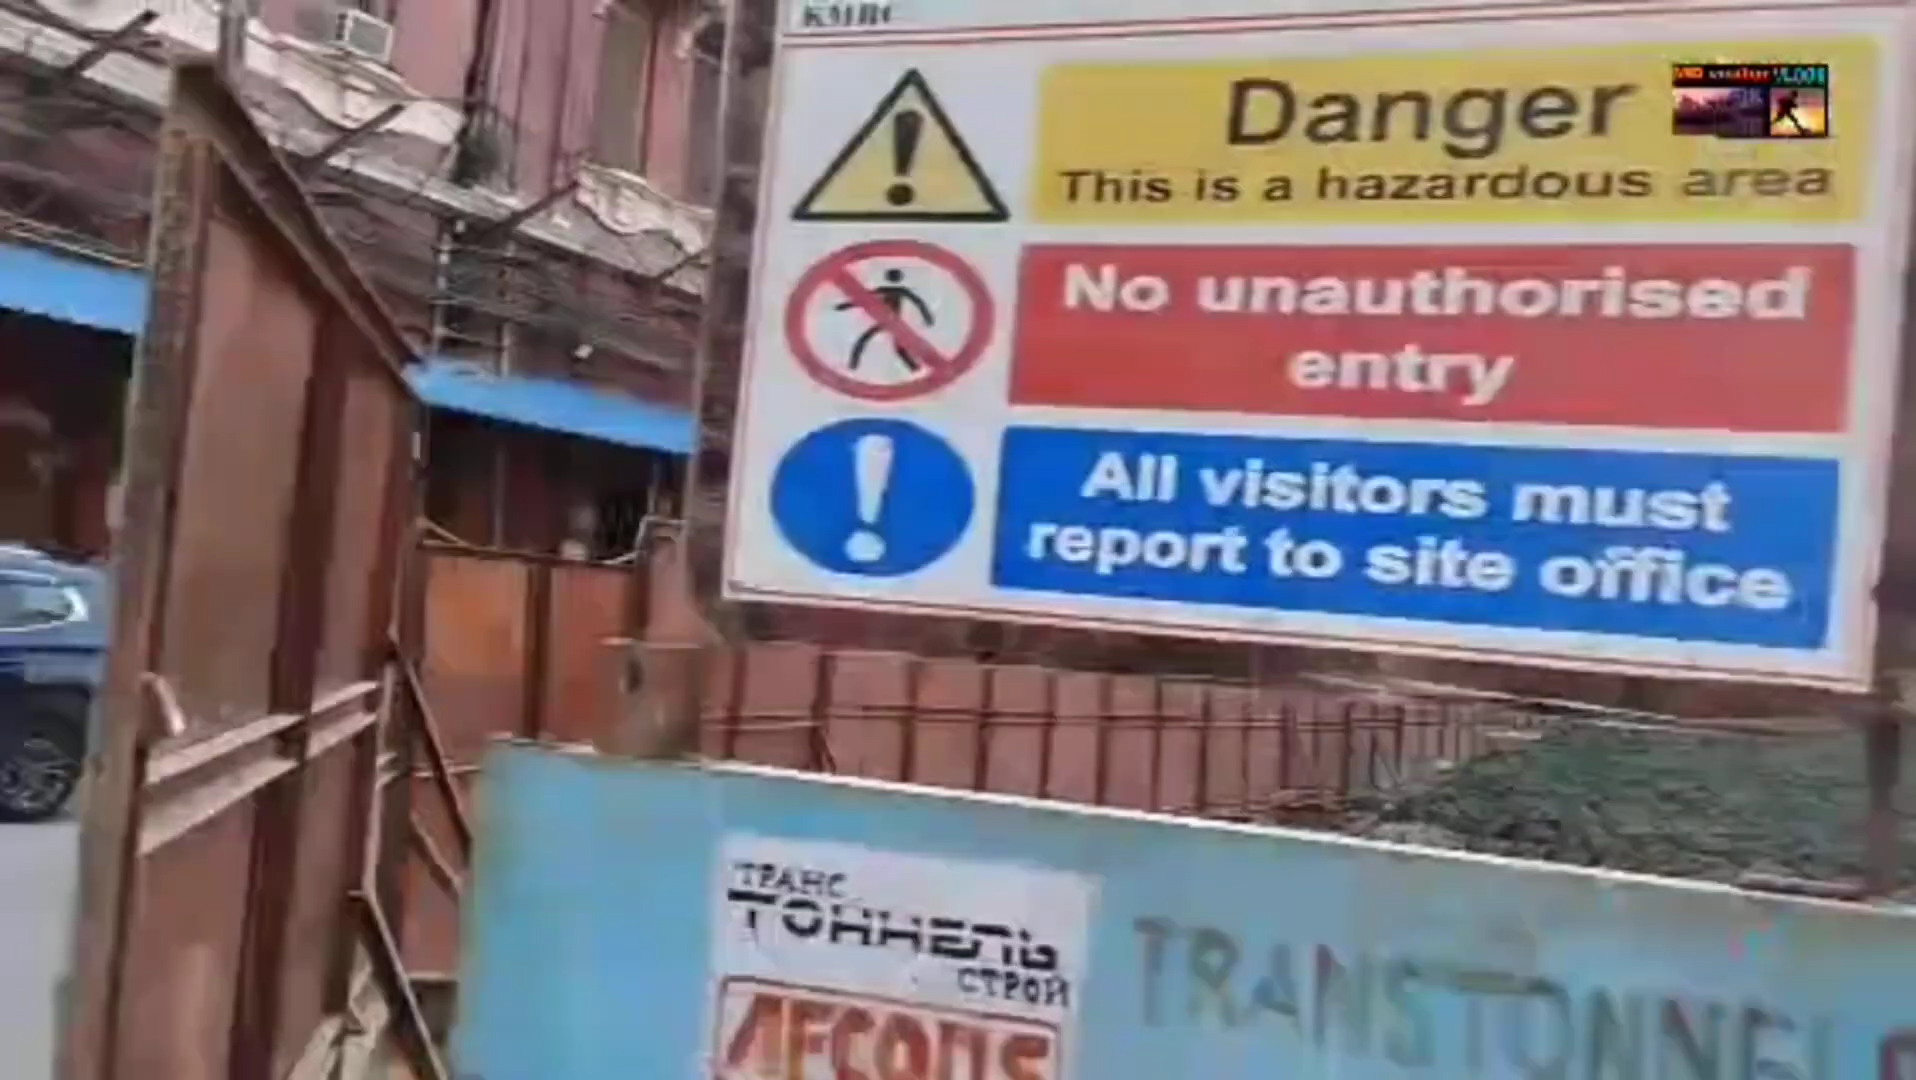 KMRC
Danger
This is a hazardous area
No unauthorised
entry
All visitors must
report to site office
ТРАНС
ТОННЕЛЬ
СТРОЙ
AFCONS
TRANSTONNEL